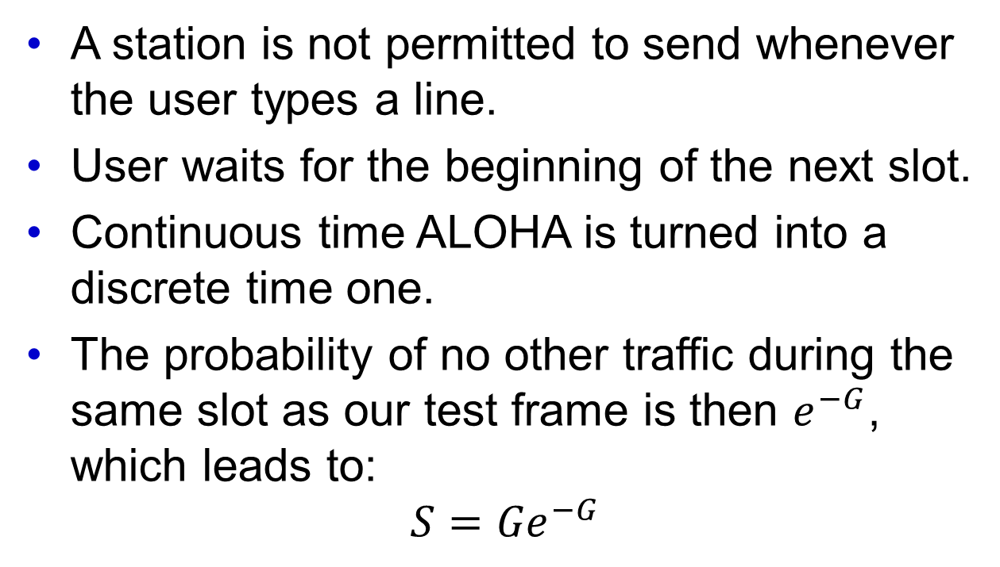 • A station is not permitted to send whenever
the user types a line.
• User waits for the beginning of the next slot.
• Continuous time ALOHA is turned into a
discrete time one.
• The probability of no other traffic during the
same slot as our test frame is then 𝑒^{−𝐺},
which leads to:
𝑆 = 𝐺𝑒^{−𝐺}